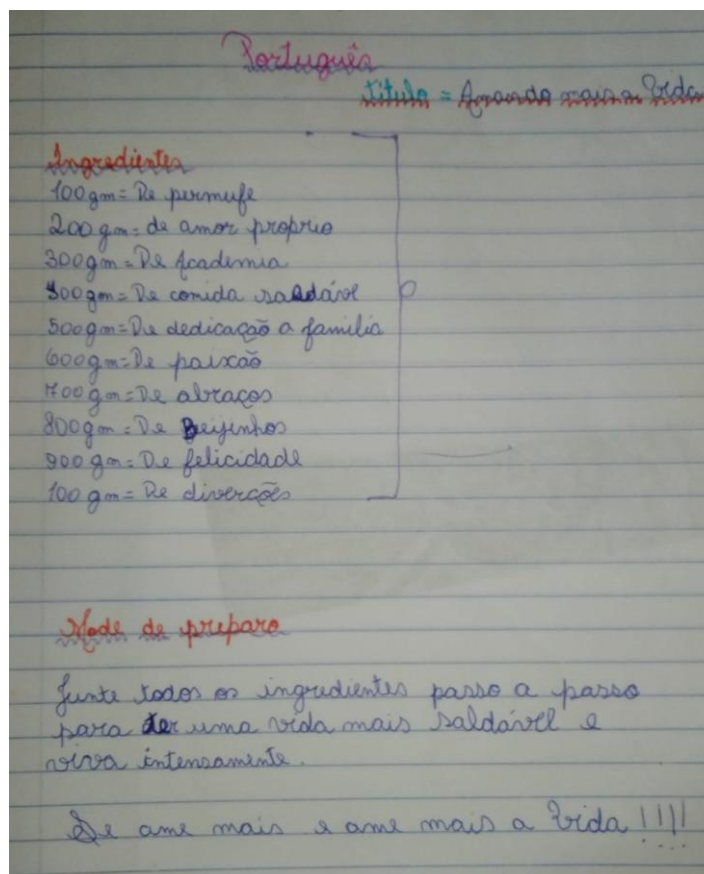 Português
titulo = Amando mais a Vida
Ingredientes
100gm = De permufe
200gm = de amor proprio
300gm = De Academia
400gm = De comida saldável
500gm = De dedicação a familia
600gm = De paixão
700gm = De abraços
800gm = De Beijinhos
900gm = De felicidade
100gm = De diverções
Mode de preparo
Junte todos os ingredientes passo a passo
para ter uma vida mais saldável e
viva intensamente.
Se ame mais e ame mais a Vida !!!!